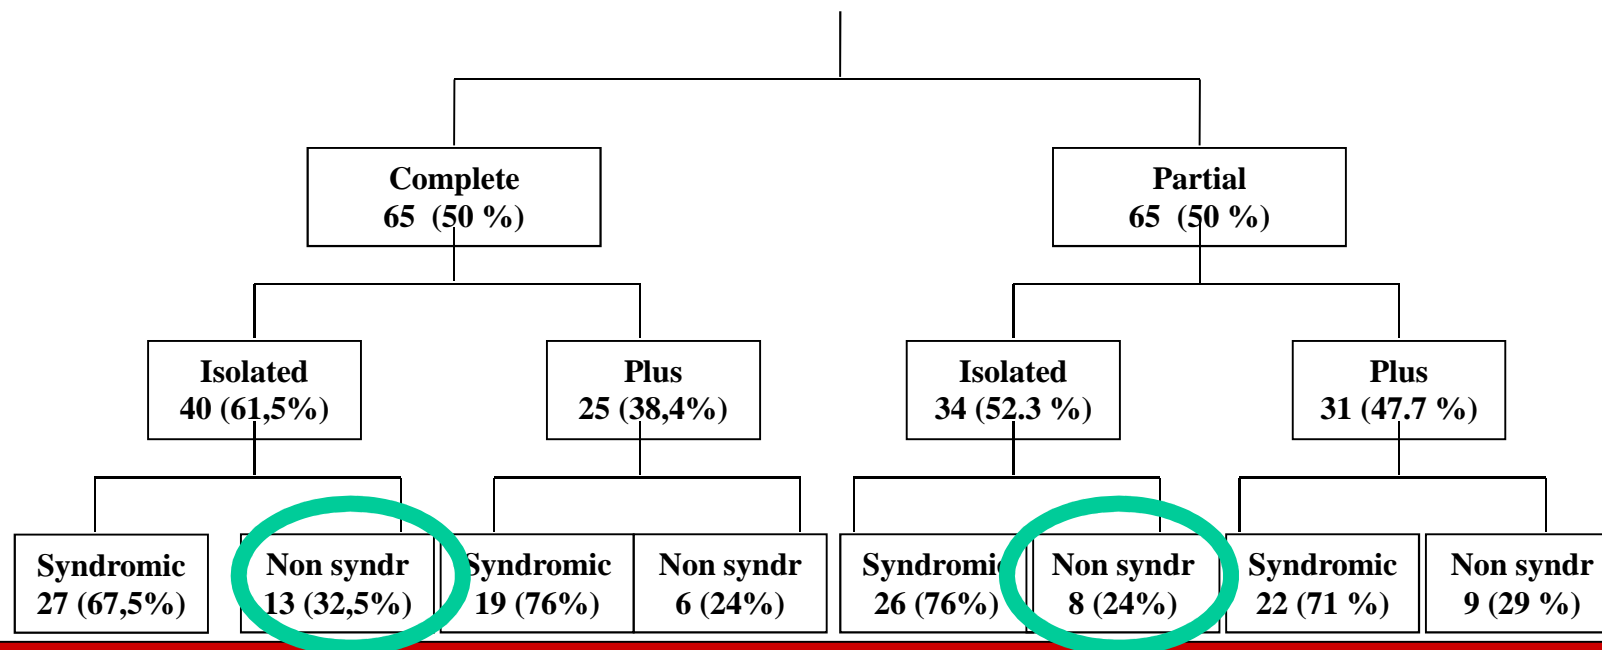 Complete
65 (50 %)
Partial
65 (50 %)
Isolated
40 (61,5%)
Plus
25 (38,4%)
Isolated
34 (52.3 %)
Plus
31 (47.7 %)
Syndromic
27 (67,5%)
Non syndr
13 (32,5%)
Syndromic
19 (76%)
Non syndr
6 (24%)
Syndromic
26 (76%)
Non syndr
8 (24%)
Syndromic
22 (71 %)
Non syndr
9 (29 %)